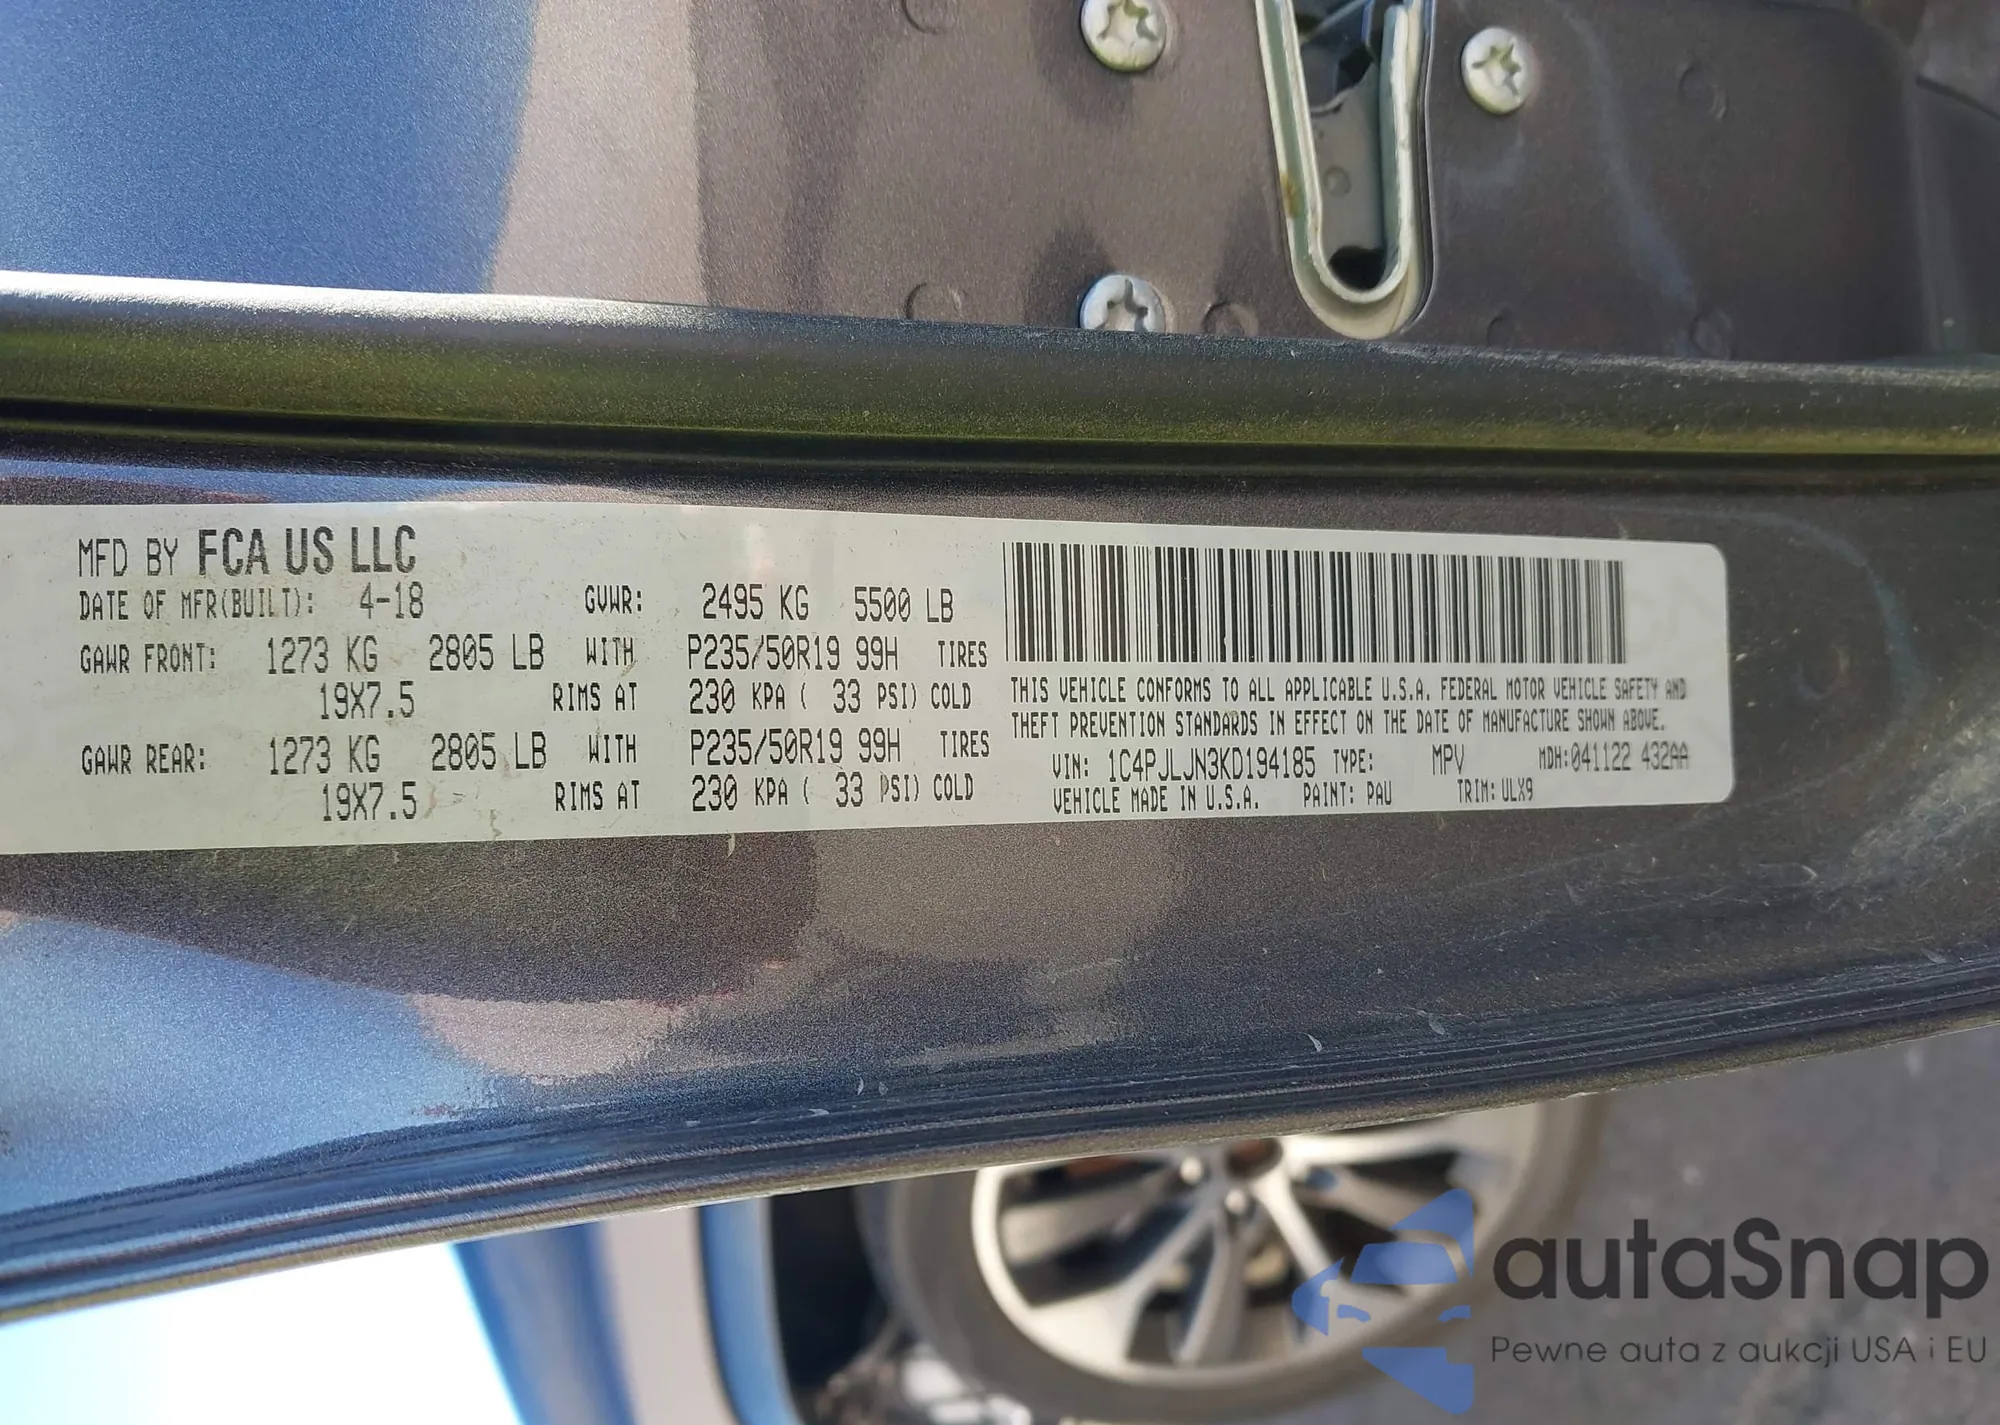 MFD BY FCA US LLC
DATE OF MFR(BUILT): 4-18 GVWR: 2495 KG 5500 LB
GAWR FRONT: 1273 KG 2805 LB WITH P235/50R19 99H TIRES
19X7.5 RIMS AT 230 KPA ( 33 PSI) COLD
GAWR REAR: 1273 KG 2805 LB WITH P235/50R19 99H TIRES
19X7.5 RIMS AT 230 KPA ( 33 PSI) COLD
THIS VEHICLE CONFORMS TO ALL APPLICABLE U.S.A. FEDERAL MOTOR VEHICLE SAFETY AND
THEFT PREVENTION STANDARDS IN EFFECT ON THE DATE OF MANUFACTURE SHOWN ABOVE.
VIN: 1C4PJLJN3KD194185 TYPE: MPV MDH:041122 432AA
VEHICLE MADE IN U.S.A. PAINT: PAU TRIM: ULX9
autaSnap
Pewne auta z aukcji USA i EU